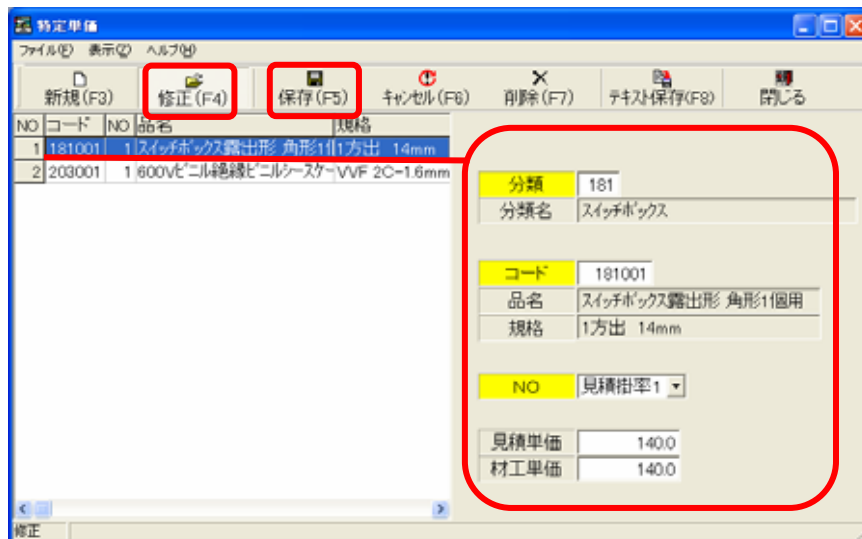 特定単価
ファイル(F) 表示(Z) ヘルプ(H)
新規(F3) 修正(F4) 保存(F5) キャンセル(F6) 削除(F7) テキスト保存(F8) 閉じる
NO コード NO 品名 規格
1 181001 1 スイッチボックス露出形 角形1 1方出 14mm
2 203001 1 600Vビニル絶縁ビニルシースケー VVF 2C-1.6mm
分類 181
分類名 スイッチボックス
コード 181001
品名 スイッチボックス露出形 角形1個用
規格 1方出 14mm
NO 見積掛率1
見積単価 140.0
材工単価 140.0
修正